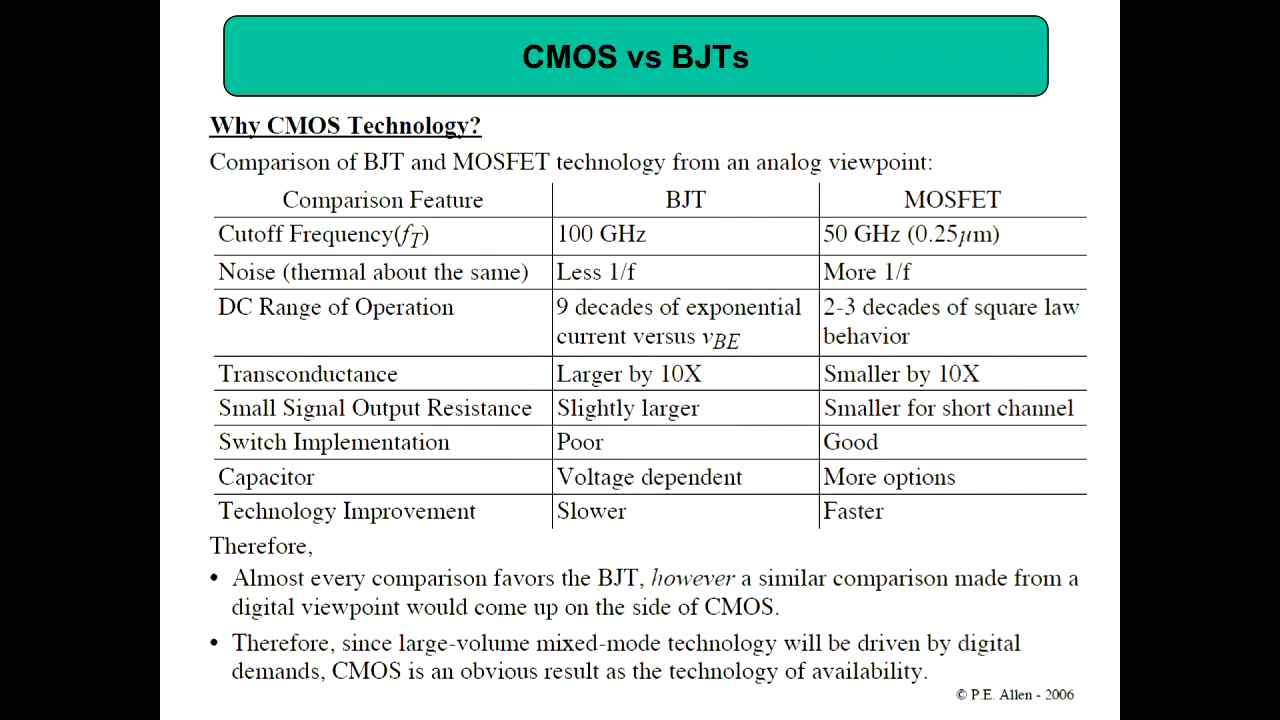 CMOS vs BJTs
Why CMOS Technology?
Comparison of BJT and MOSFET technology from an analog viewpoint:
Comparison Feature BJT MOSFET
Cutoff Frequency(fT) 100 GHz 50 GHz (0.25μm)
Noise (thermal about the same) Less 1/f More 1/f
DC Range of Operation 9 decades of exponential 2-3 decades of square law
current versus vBE behavior
Transconductance Larger by 10X Smaller by 10X
Small Signal Output Resistance Slightly larger Smaller for short channel
Switch Implementation Poor Good
Capacitor Voltage dependent More options
Technology Improvement Slower Faster
Therefore,
• Almost every comparison favors the BJT, however a similar comparison made from a
digital viewpoint would come up on the side of CMOS.
• Therefore, since large-volume mixed-mode technology will be driven by digital
demands, CMOS is an obvious result as the technology of availability.
© P.E. Allen - 2006